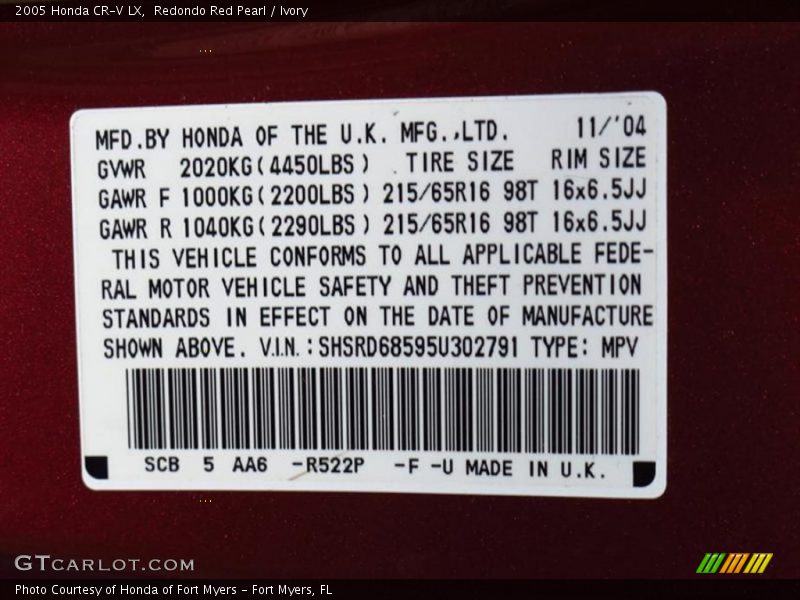 2005 Honda CR-V LX, Redondo Red Pearl / Ivory
MFD.BY HONDA OF THE U.K. MFG.,LTD. 11/'04
GVWR 2020KG(4450LBS) TIRE SIZE RIM SIZE
GAWR F 1000KG(2200LBS) 215/65R16 98T 16x6.5JJ
GAWR R 1040KG(2290LBS) 215/65R16 98T 16x6.5JJ
THIS VEHICLE CONFORMS TO ALL APPLICABLE FEDE-
RAL MOTOR VEHICLE SAFETY AND THEFT PREVENTION
STANDARDS IN EFFECT ON THE DATE OF MANUFACTURE
SHOWN ABOVE. V.I.N.:SHSRD68595U302791 TYPE: MPV
SCB 5 AA6 -R522P -F -U MADE IN U.K.
GTCARLOT.COM
Photo Courtesy of Honda of Fort Myers - Fort Myers, FL